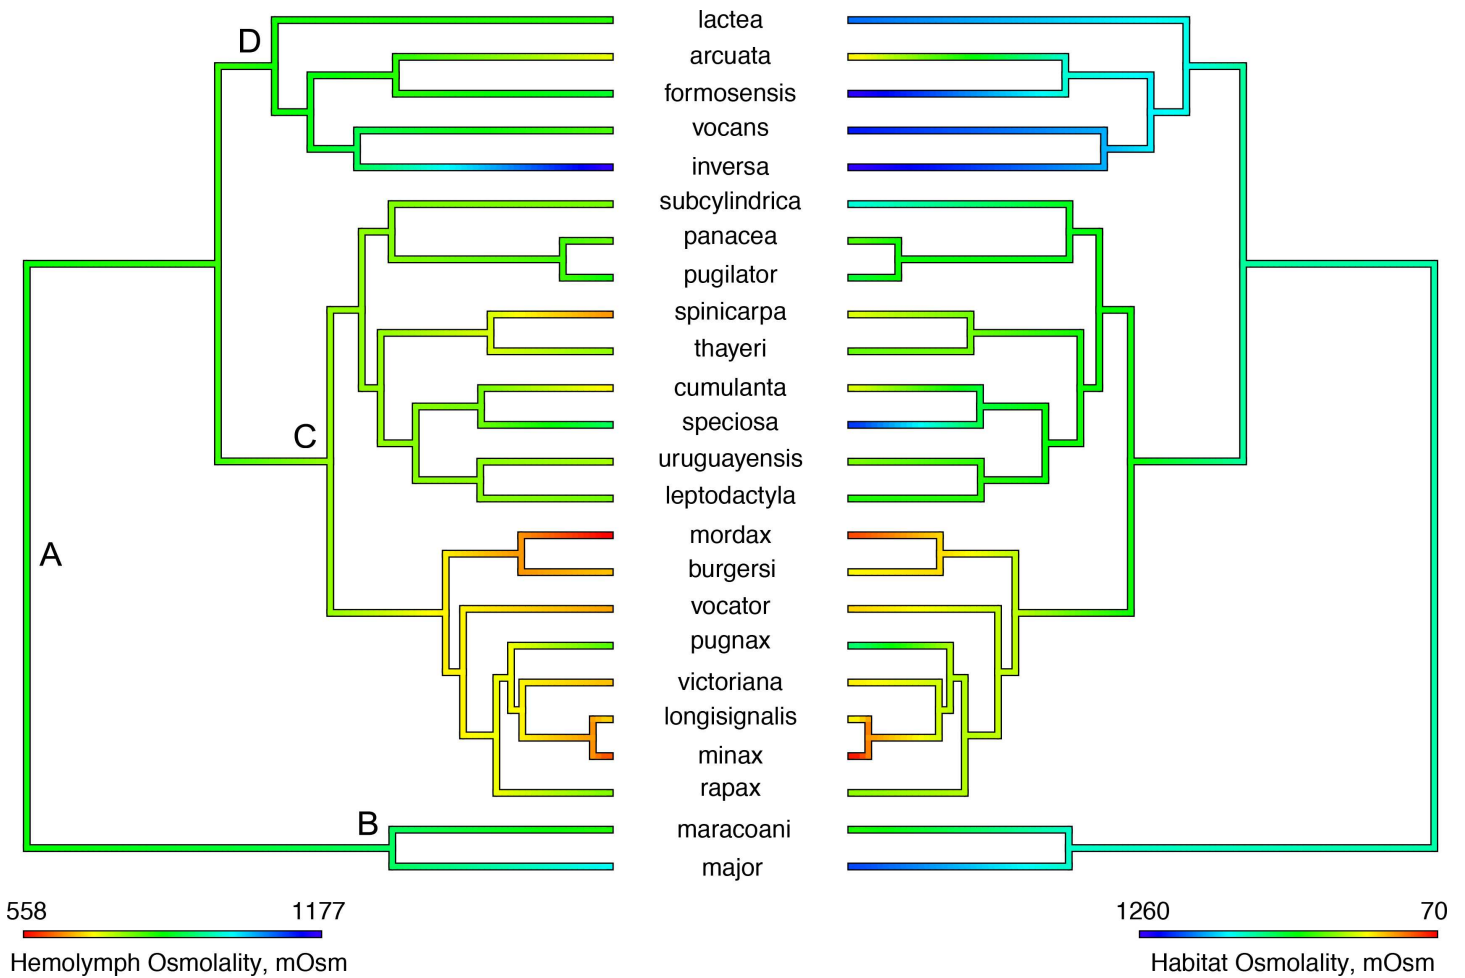 lactea
D
arcuata
formosensis
vocans
inversa
subcylindrica
panacea
pugilator
spinicarpa
thayeri
cumulanta
speciosa
C
uruguayensis
leptodactyla
mordax
A
burgersi
vocator
pugnax
victoriana
longisignalis
minax
rapax
B
maracoani
major
558 1177
Hemolymph Osmolality, mOsm
1260 70
Habitat Osmolality, mOsm